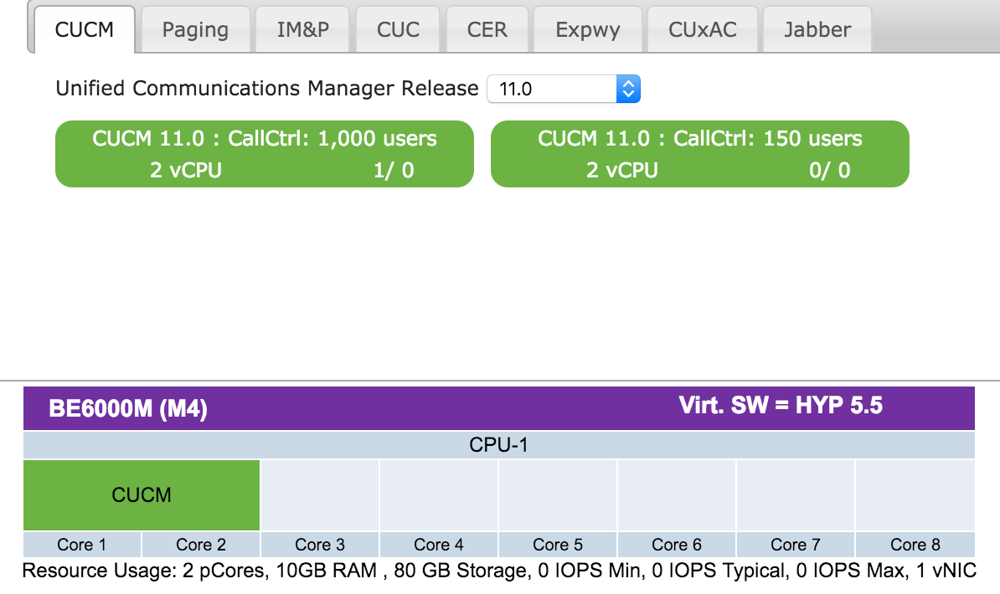 CUCM Paging IM&P CUC CER Expwy CUxAC Jabber
Unified Communications Manager Release 11.0
CUCM 11.0 : CallCtrl: 1,000 users
2 vCPU 1/ 0
CUCM 11.0 : CallCtrl: 150 users
2 vCPU 0/ 0
BE6000M (M4) Virt. SW = HYP 5.5
CPU-1
CUCM
Core 1 Core 2 Core 3 Core 4 Core 5 Core 6 Core 7 Core 8
Resource Usage: 2 pCores, 10GB RAM , 80 GB Storage, 0 IOPS Min, 0 IOPS Typical, 0 IOPS Max, 1 vNIC